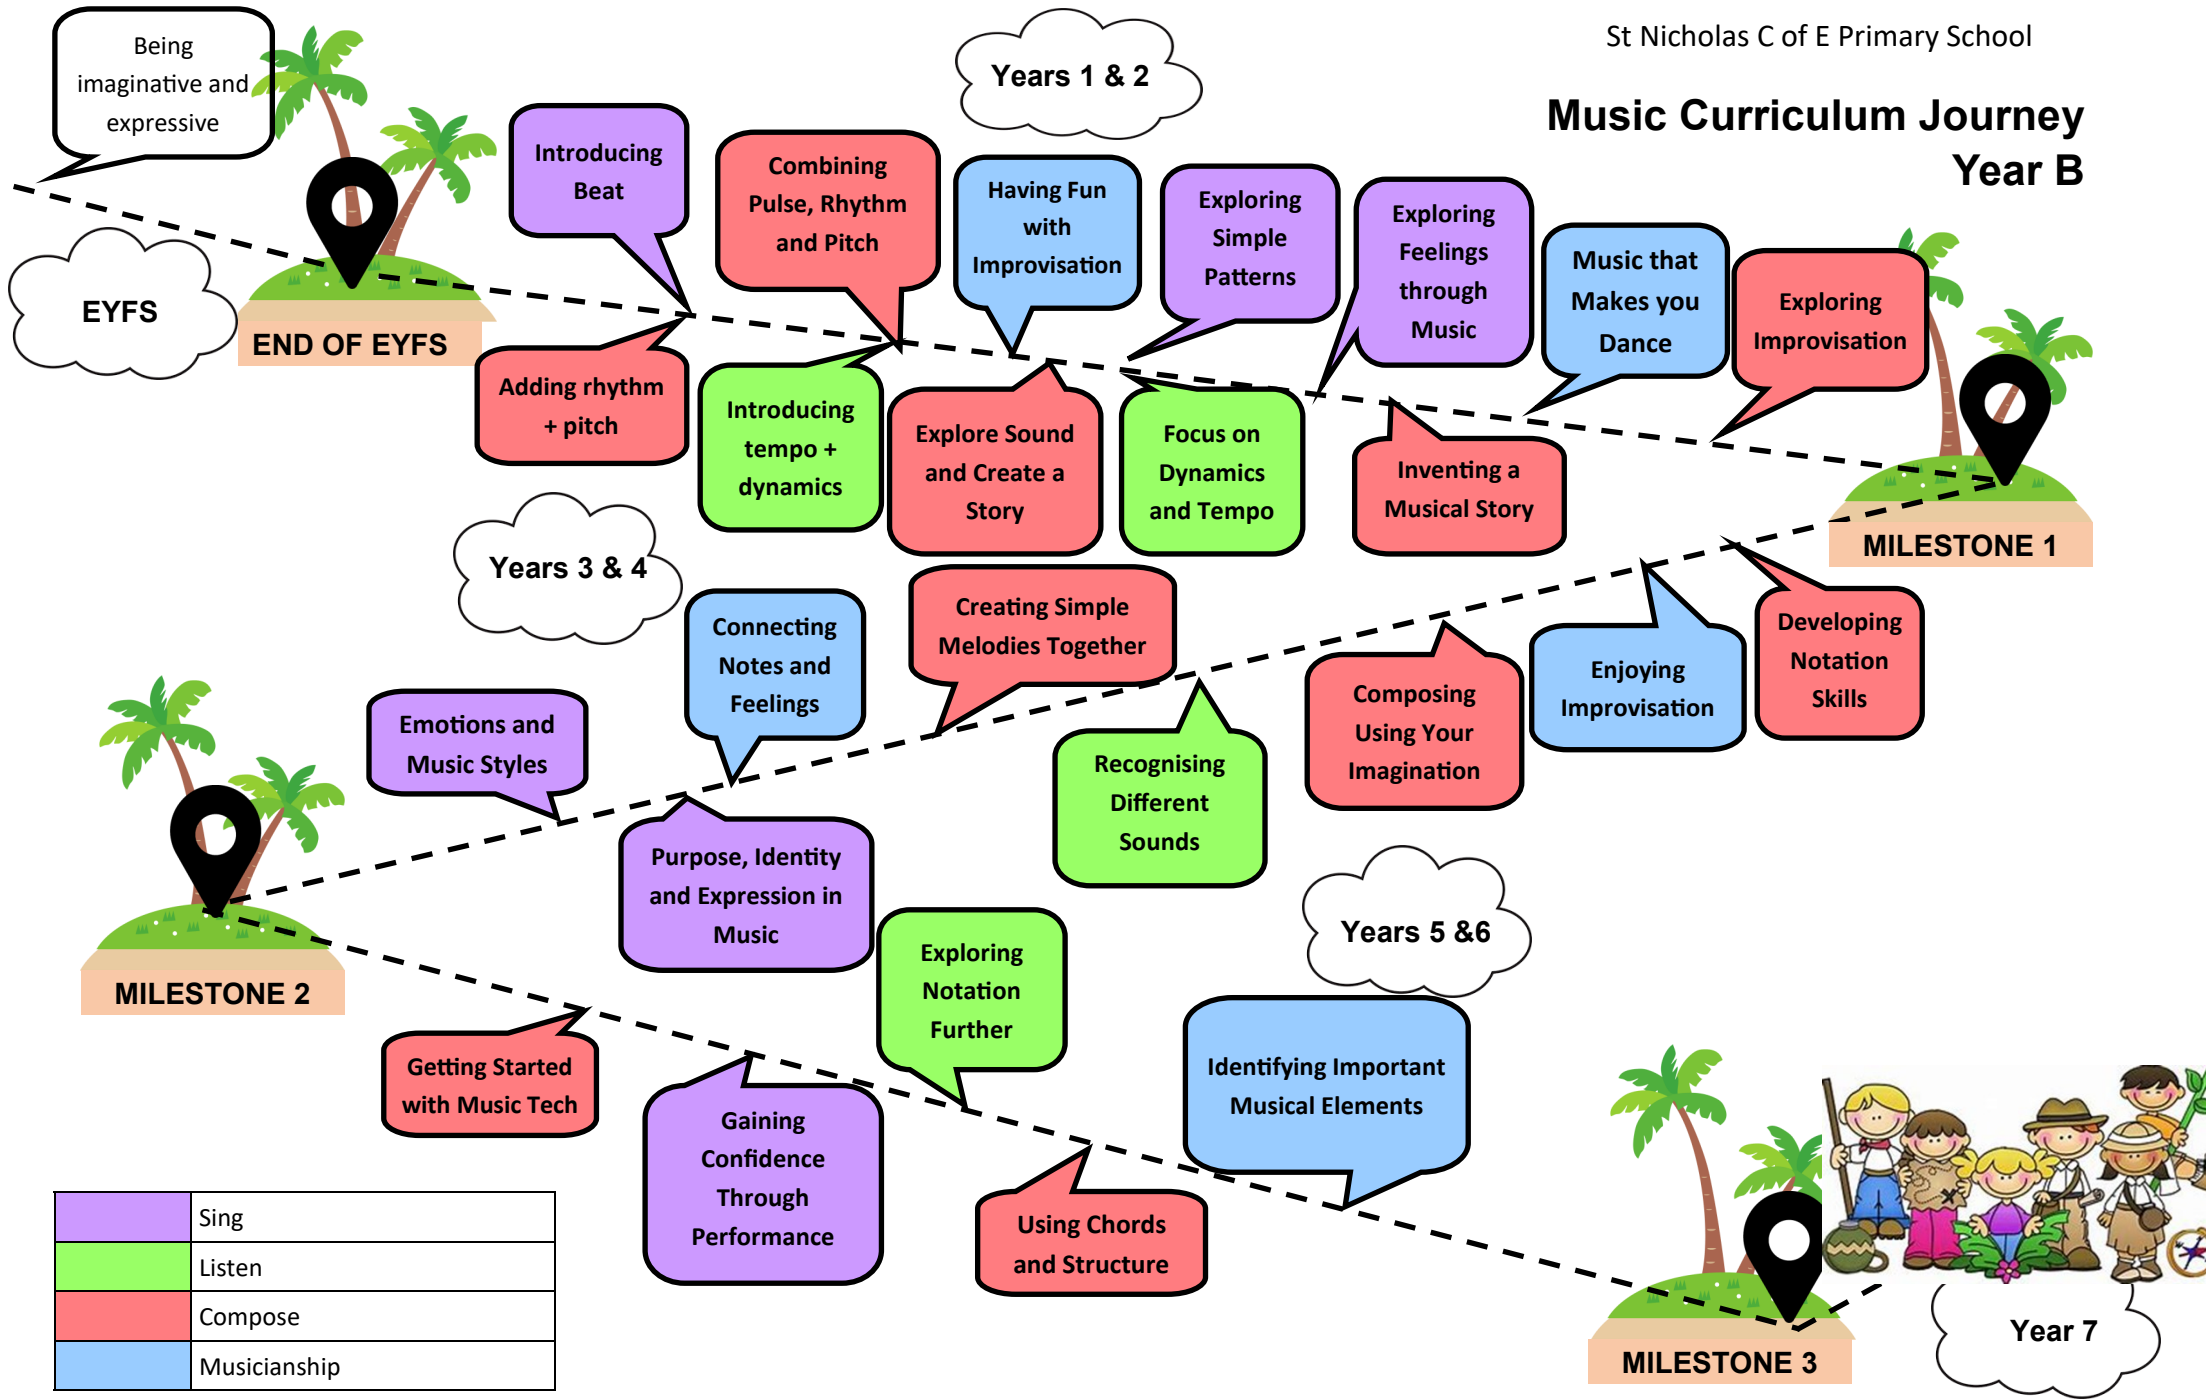 St Nicholas C of E Primary School
Music Curriculum Journey
Year B
Being
imaginative and
expressive
EYFS
END OF EYFS
Years 1 & 2
Introducing
Beat
Adding rhythm
+ pitch
Combining
Pulse, Rhythm
and Pitch
Introducing
tempo +
dynamics
Having Fun
with
Improvisation
Explore Sound
and Create a
Story
Exploring
Simple
Patterns
Focus on
Dynamics
and Tempo
Exploring
Feelings
through
Music
Inventing a
Musical Story
Music that
Makes you
Dance
Exploring
Improvisation
MILESTONE 1
Years 3 & 4
Developing
Notation
Skills
Enjoying
Improvisation
Composing
Using Your
Imagination
Recognising
Different
Sounds
Creating Simple
Melodies Together
Connecting
Notes and
Feelings
Purpose, Identity
and Expression in
Music
Emotions and
Music Styles
MILESTONE 2
Years 5 &6
Getting Started
with Music Tech
Gaining
Confidence
Through
Performance
Exploring
Notation
Further
Using Chords
and Structure
Identifying Important
Musical Elements
MILESTONE 3
Year 7
Sing
Listen
Compose
Musicianship